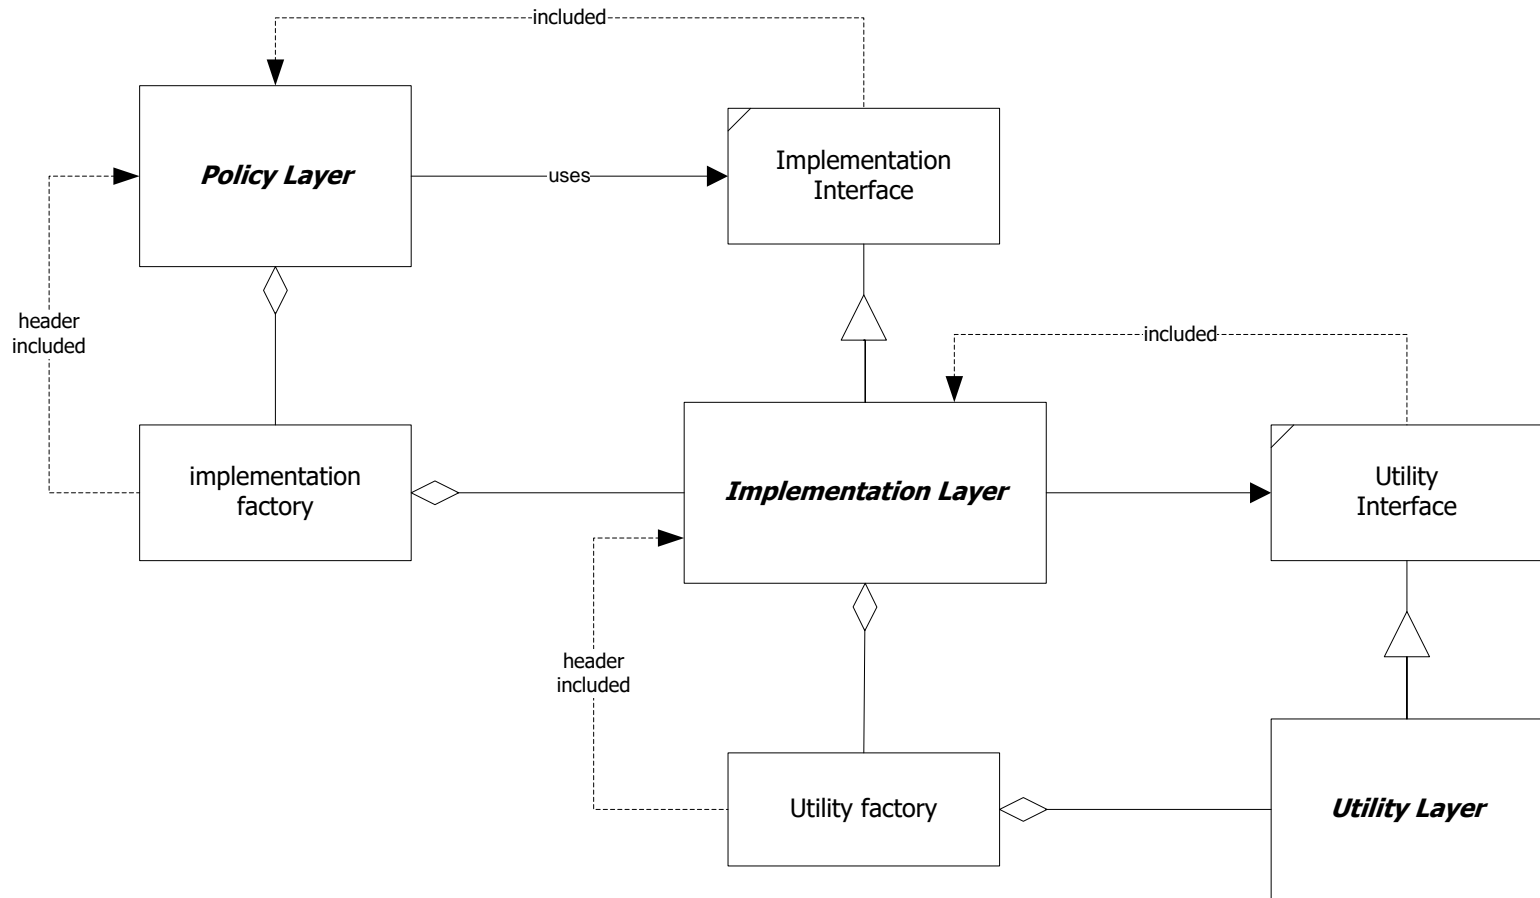 included
Policy Layer
uses
Implementation
Interface
header
included
included
implementation
factory
Implementation Layer
Utility
Interface
header
included
Utility factory
Utility Layer